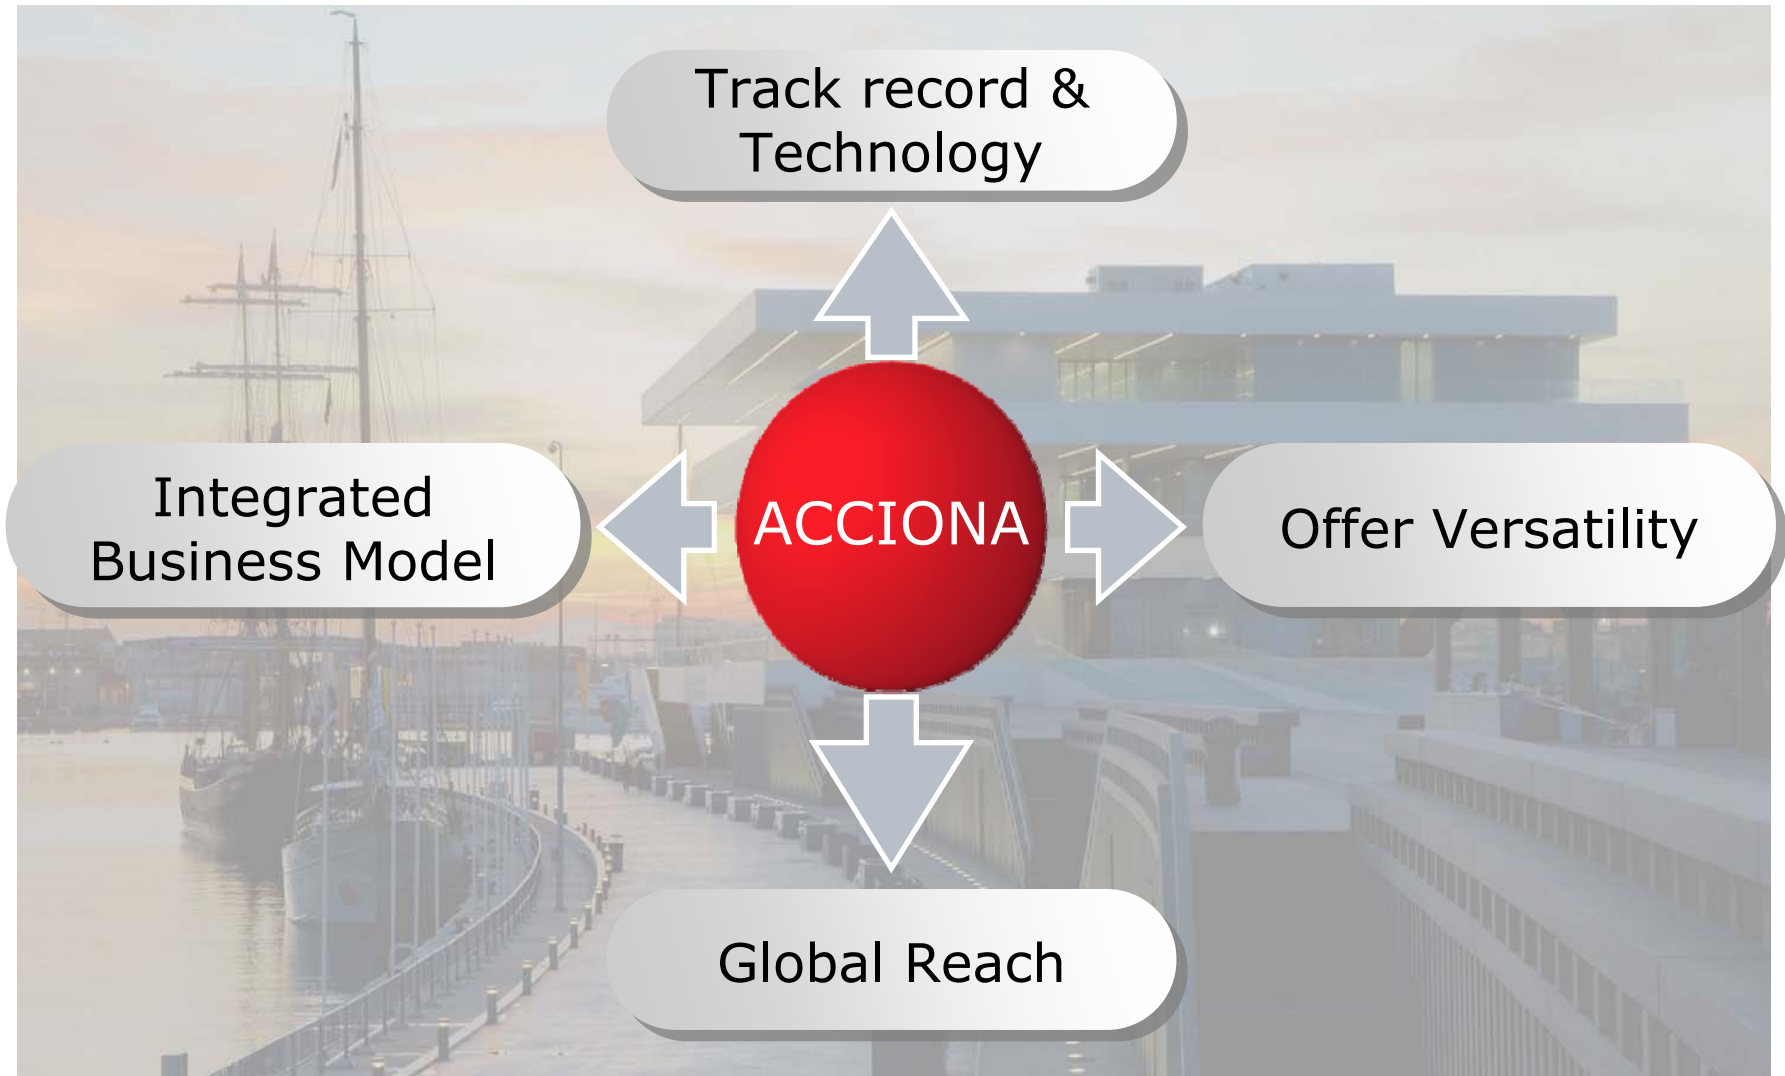 Track record &
Technology
Integrated
Business Model
ACCIONA
Offer Versatility
Global Reach